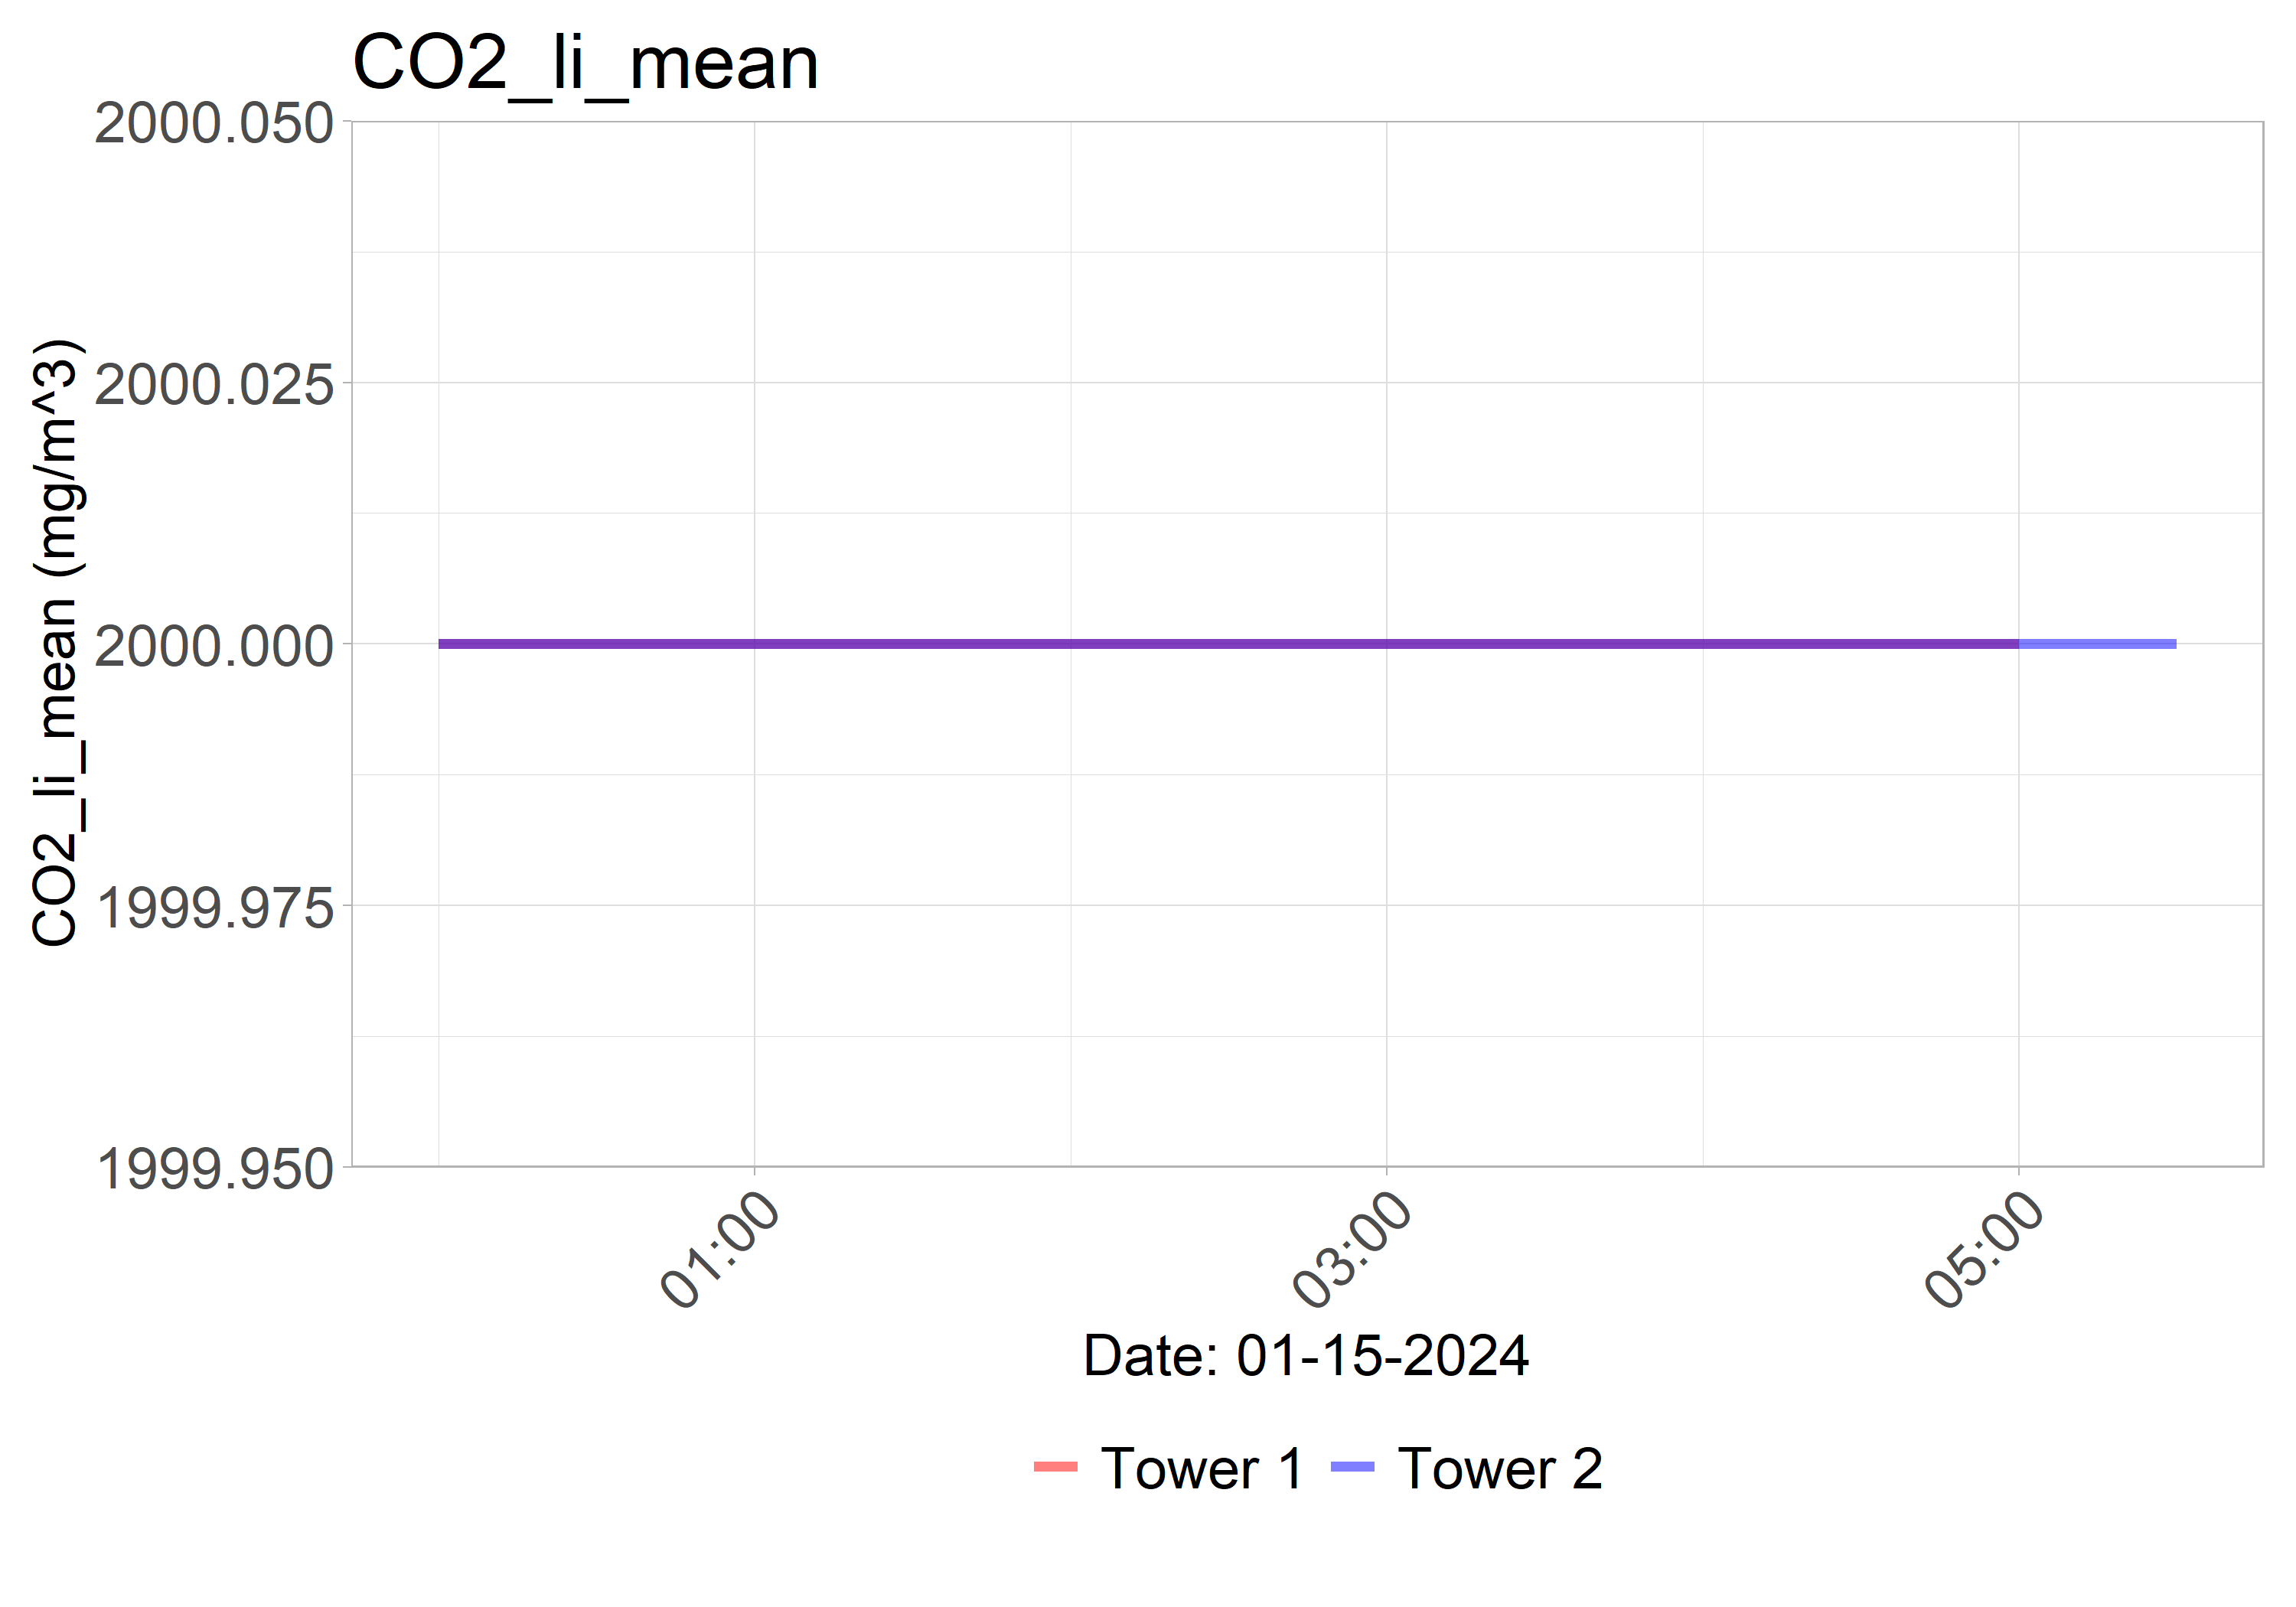 CO2_li_mean
2000.050
2000.025
2000.000
1999.975
1999.950
CO2_li_mean (mg/m^3)
01:00
03:00
05:00
Date: 01-15-2024
Tower 1
Tower 2